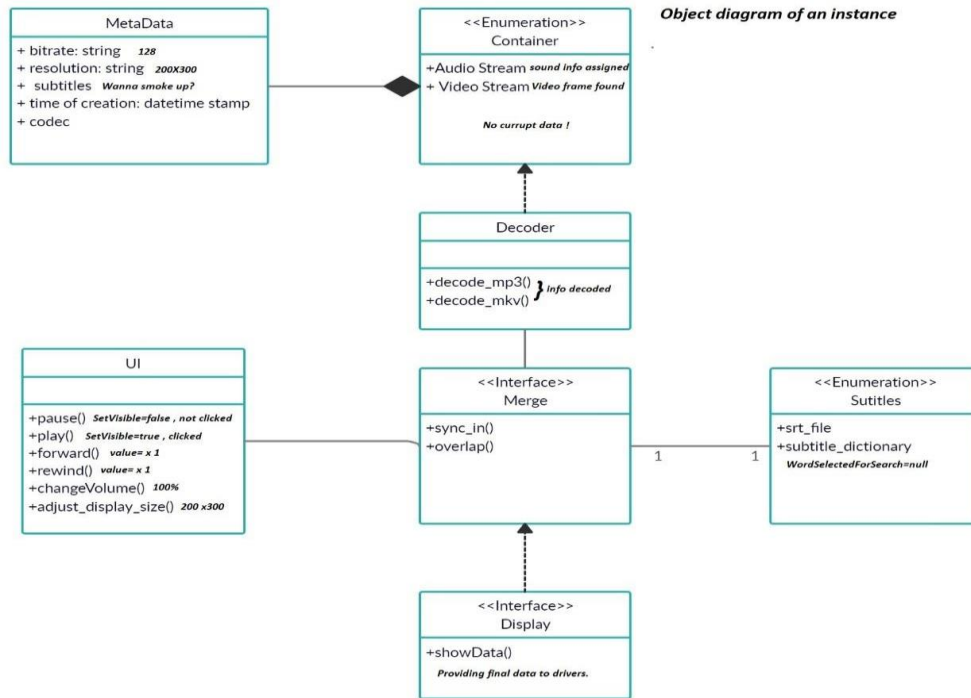 Object diagram of an instance
MetaData
+ bitrate: string 128
+ resolution: string 200X300
+ subtitles Wanna smoke up?
+ time of creation: datetime stamp
+ codec
<<Enumeration>>
Container
+Audio Stream sound info assigned
+ Video Stream Video frame found
No currupt data !
Decoder
+decode_mp3()
+decode_mkv()
} info decoded
UI
+pause() SetVisible=false , not clicked
+play() SetVisible=true , clicked
+forward() value= x 1
+rewind() value= x 1
+changeVolume() 100%
+adjust_display_size() 200 x300
<<Interface>>
Merge
+sync_in()
+overlap()
1 1
<<Enumeration>>
Sutitles
+srt_file
+subtitle_dictionary
WordSelectedForSearch=null
<<Interface>>
Display
+showData()
Providing final data to drivers.